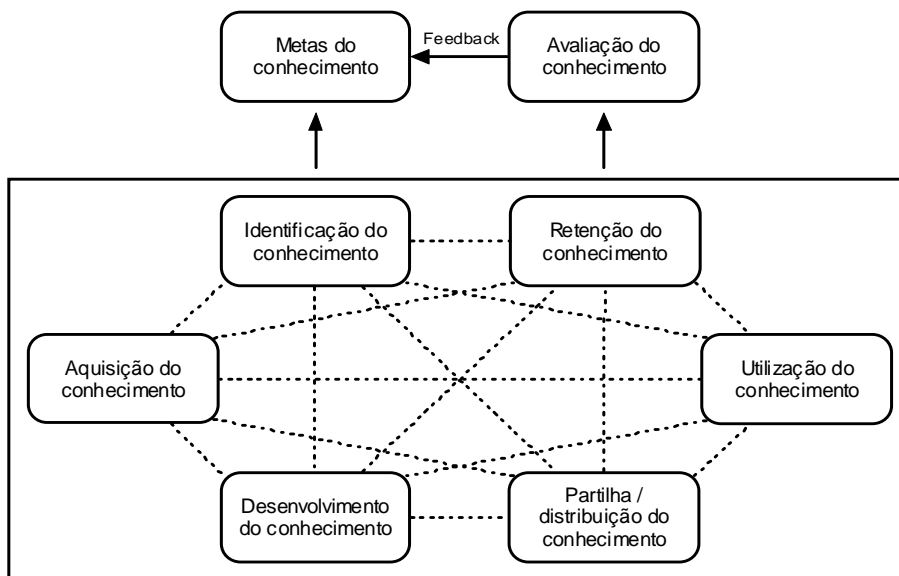 Metas do
conhecimento
Feedback
Avaliação do
conhecimento
Identificação do
conhecimento
Retenção do
conhecimento
Aquisição do
conhecimento
Utilização do
conhecimento
Desenvolvimento
do conhecimento
Partilha /
distribuição do
conhecimento